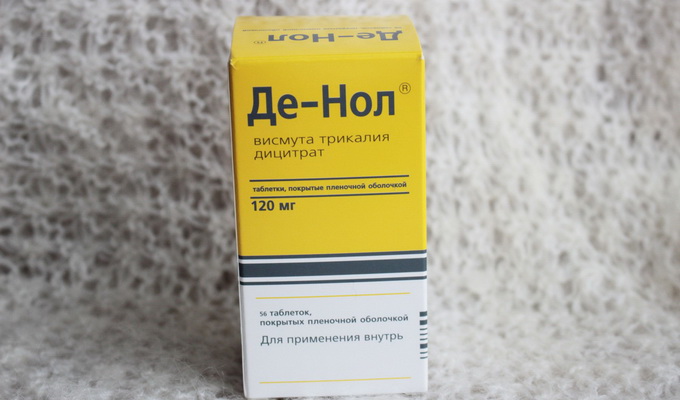 Де-Нол®
Де-Нол®
висмута трикалия
дицитрат
таблетки, покрытые пленочной оболочкой
120 мг
56 таблеток,
покрытых пленочной оболочкой
Для применения внутрь